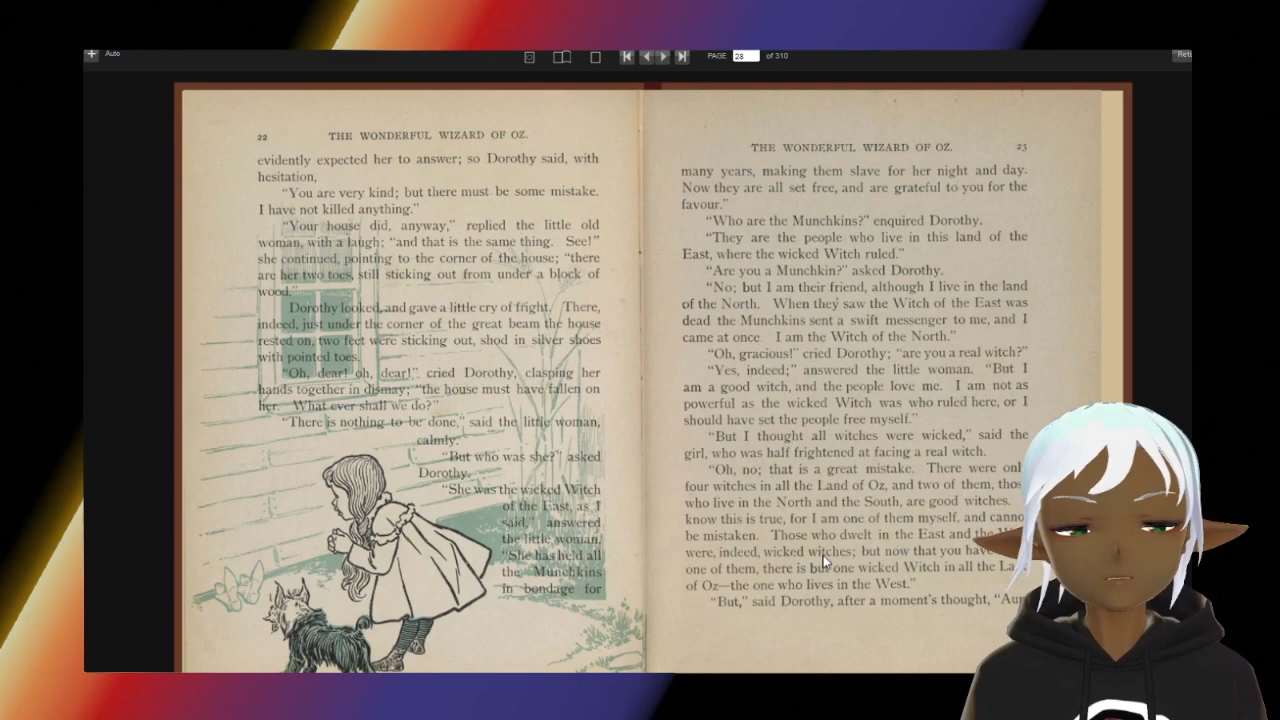 Auto
PAGE 28 of 310
22 THE WONDERFUL WIZARD OF OZ.
evidently expected her to answer; so Dorothy said, with
hesitation,
"You are very kind; but there must be some mistake.
I have not killed anything."
"Your house did, anyway," replied the little old
woman, with a laugh; "and that is the same thing. See!"
she continued, pointing to the corner of the house; "there
are her two toes, still sticking out from under a block of
wood."
Dorothy looked, and gave a little cry of fright. There,
indeed, just under the corner of the great beam the house
rested on, two feet were sticking out, shod in silver shoes
with pointed toes.
"Oh, dear! oh, dear!" cried Dorothy, clasping her
hands together in dismay; "the house must have fallen on
her. What ever shall we do?"
"There is nothing to be done," said the little woman,
calmly.
"But who was she?" asked
Dorothy.
"She was the wicked Witch
of the East, as I
said," answered
the little woman.
"She has held all
the Munchkins
in bondage for
THE WONDERFUL WIZARD OF OZ. 23
many years, making them slave for her night and day.
Now they are all set free, and are grateful to you for the
favour."
"Who are the Munchkins?" enquired Dorothy.
"They are the people who live in this land of the
East, where the wicked Witch ruled."
"Are you a Munchkin?" asked Dorothy.
"No; but I am their friend, although I live in the land
of the North. When they saw the Witch of the East was
dead the Munchkins sent a swift messenger to me, and I
came at once. I am the Witch of the North."
"Oh, gracious!" cried Dorothy; "are you a real witch?"
"Yes, indeed;" answered the little woman. "But I
am a good witch, and the people love me. I am not as
powerful as the wicked Witch was who ruled here, or I
should have set the people free myself."
"But I thought all witches were wicked," said the
girl, who was half frightened at facing a real witch.
"Oh, no; that is a great mistake. There were only
four witches in all the Land of Oz, and two of them, those
who live in the North and the South, are good witches.
know this is true, for I am one of them myself, and cannot
be mistaken. Those who dwelt in the East and the
were, indeed, wicked witches; but now that you have
one of them, there is but one wicked Witch in all the
of Oz—the one who lives in the West."
"But," said Dorothy, after a moment's thought,